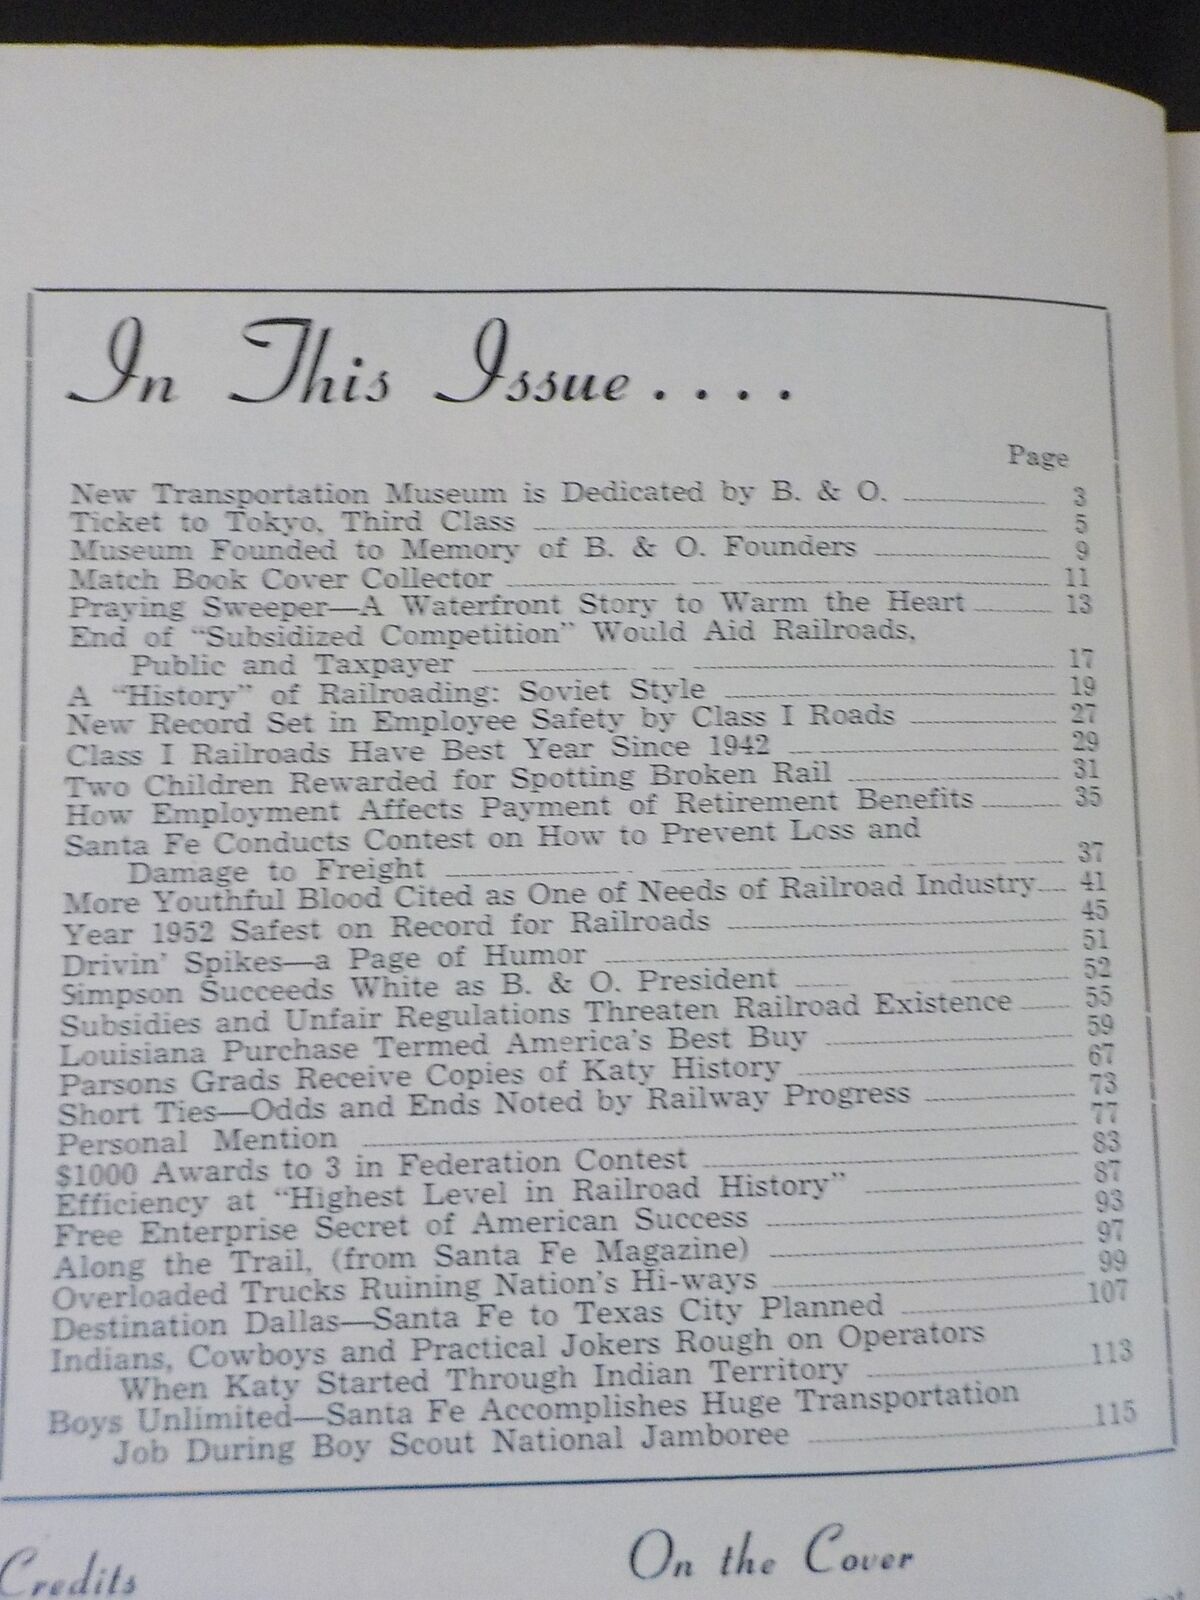 In This Issue . . . .
Page
New Transportation Museum is Dedicated by B. & O. 3
Ticket to Tokyo, Third Class 5
Museum Founded to Memory of B. & O. Founders 9
Match Book Cover Collector 11
Praying Sweeper—A Waterfront Story to Warm the Heart 13
End of "Subsidized Competition" Would Aid Railroads,
Public and Taxpayer 17
A "History" of Railroading: Soviet Style 19
New Record Set in Employee Safety by Class I Roads 27
Class I Railroads Have Best Year Since 1942 29
Two Children Rewarded for Spotting Broken Rail 31
How Employment Affects Payment of Retirement Benefits 35
Santa Fe Conducts Contest on How to Prevent Loss and
Damage to Freight 37
More Youthful Blood Cited as One of Needs of Railroad Industry 41
Year 1952 Safest on Record for Railroads 45
Drivin' Spikes—a Page of Humor 51
Simpson Succeeds White as B. & O. President 52
Subsidies and Unfair Regulations Threaten Railroad Existence 55
Louisiana Purchase Termed America's Best Buy 59
Parsons Grads Receive Copies of Katy History 67
Short Ties—Odds and Ends Noted by Railway Progress 73
Personal Mention 77
$1000 Awards to 3 in Federation Contest 83
Efficiency at "Highest Level in Railroad History" 87
Free Enterprise Secret of American Success 93
Along the Trail, (from Santa Fe Magazine) 97
Overloaded Trucks Ruining Nation's Hi-ways 99
Destination Dallas—Santa Fe to Texas City Planned 107
Indians, Cowboys and Practical Jokers Rough on Operators
When Katy Started Through Indian Territory 113
Boys Unlimited—Santa Fe Accomplishes Huge Transportation
Job During Boy Scout National Jamboree 115
Credits
On the Cover